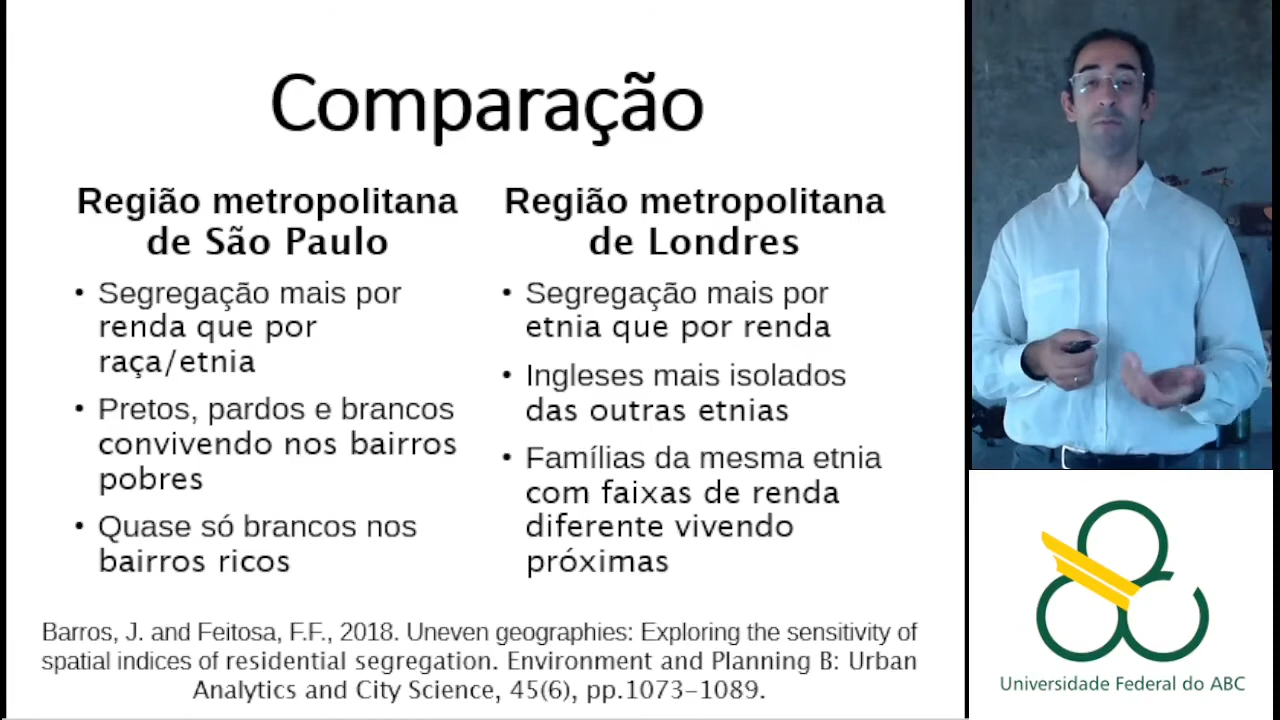 Comparação
Região metropolitana
de São Paulo
• Segregação mais por
renda que por
raça/etnia
• Pretos, pardos e brancos
convivendo nos bairros
pobres
• Quase só brancos nos
bairros ricos
Região metropolitana
de Londres
• Segregação mais por
etnia que por renda
• Ingleses mais isolados
das outras etnias
• Famílias da mesma etnia
com faixas de renda
diferente vivendo
próximas
Barros, J. and Feitosa, F.F., 2018. Uneven geographies: Exploring the sensitivity of
spatial indices of residential segregation. Environment and Planning B: Urban
Analytics and City Science, 45(6), pp.1073–1089.
Universidade Federal do ABC